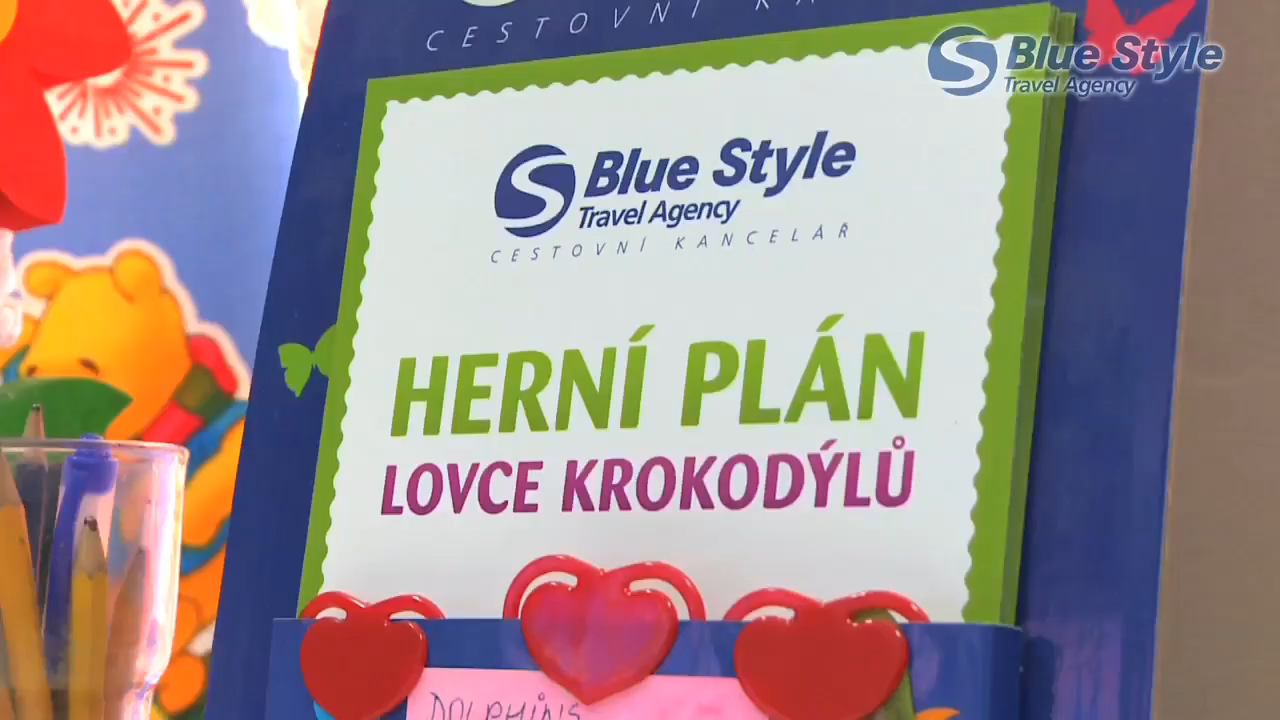 CESTOVNÍ
Blue Style
Travel Agency
Blue Style
Travel Agency
CESTOVNÍ KANCELÁŘ
HERNÍ PLÁN
LOVCE KROKODÝLŮ
DOLPHINS